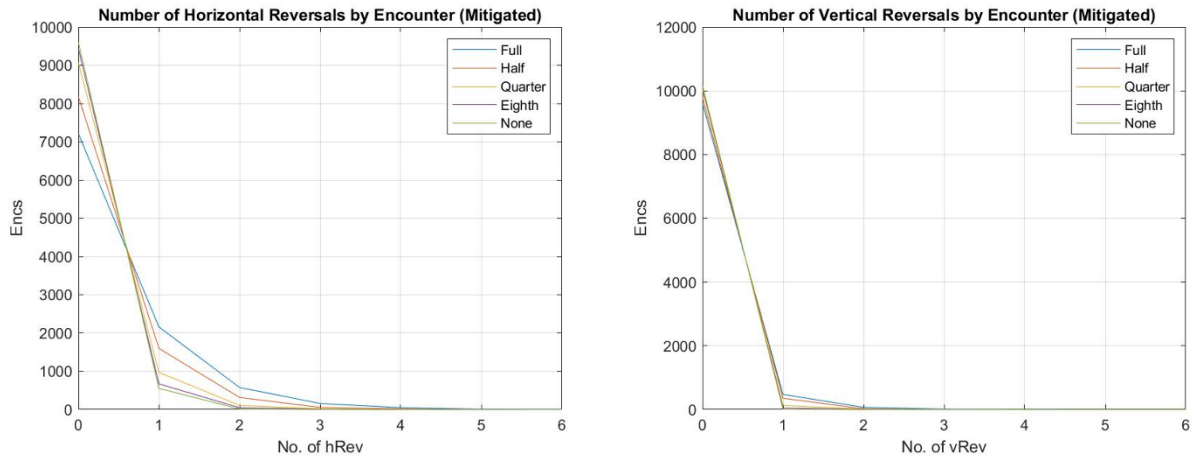 Number of Horizontal Reversals by Encounter (Mitigated)
10000
9000
8000
7000
6000
5000
4000
3000
2000
1000
0
Encs
0 1 2 3 4 5 6
No. of hRev
Full
Half
Quarter
Eighth
None
Number of Vertical Reversals by Encounter (Mitigated)
12000
10000
8000
6000
4000
2000
0
Encs
0 1 2 3 4 5 6
No. of vRev
Full
Half
Quarter
Eighth
None